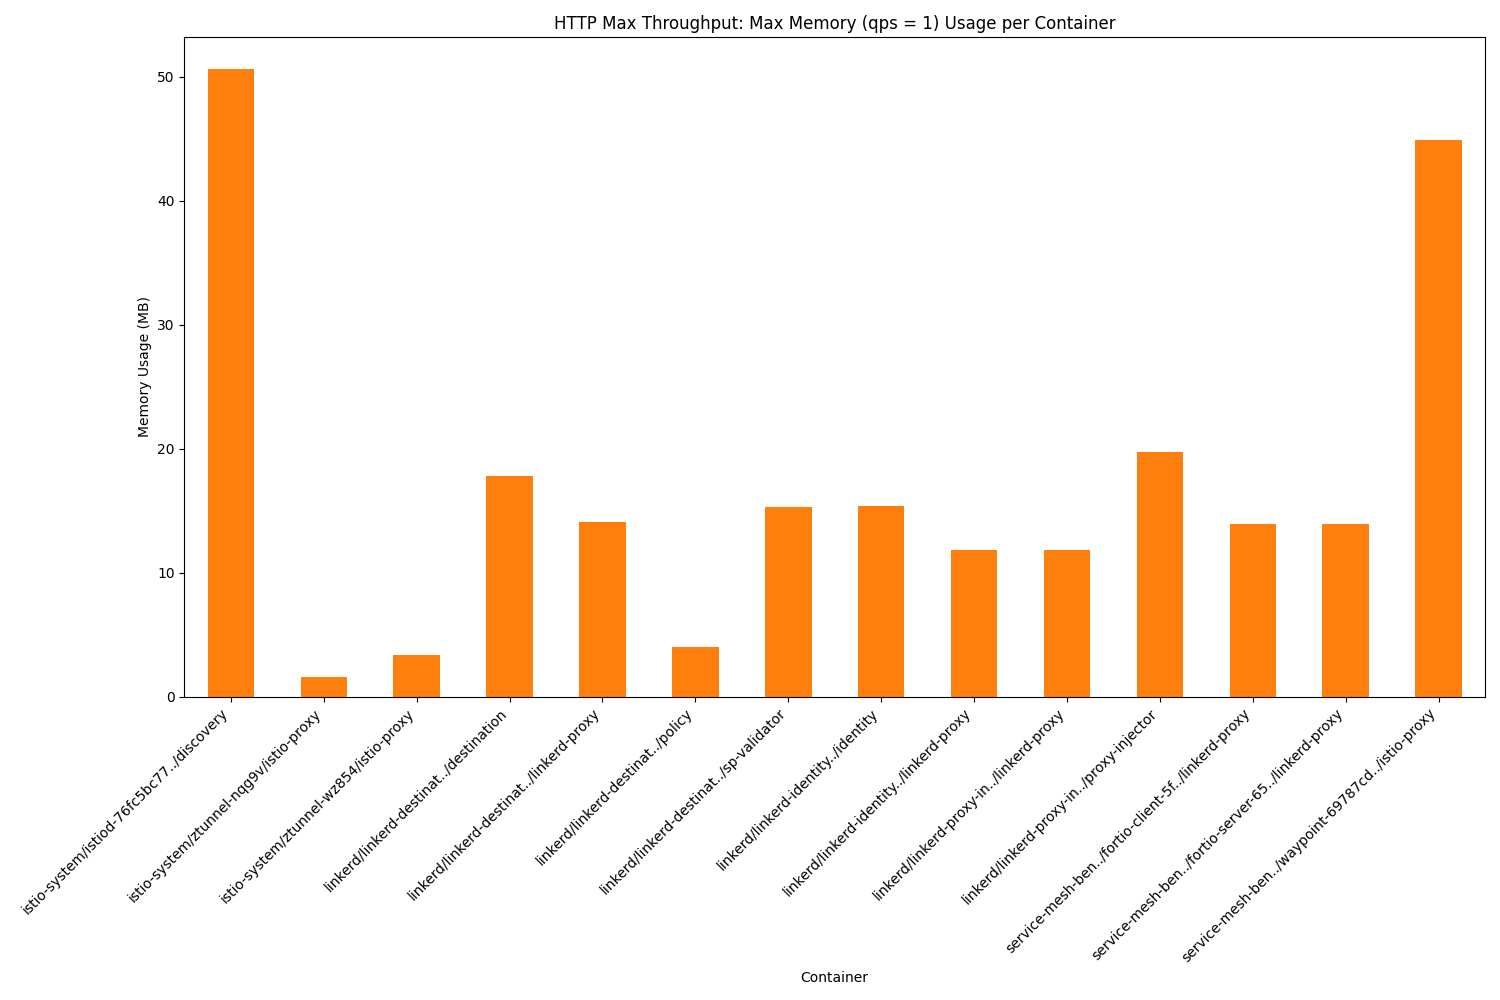 HTTP Max Throughput: Max Memory (qps = 1) Usage per Container
Memory Usage (MB)
50
40
30
20
10
0
istio-system/istiod-76fc5bc77../discovery
istio-system/ztunnel-nqg9v/istio-proxy
istio-system/ztunnel-wz854/istio-proxy
linkerd/linkerd-destinat../destination
linkerd/linkerd-destinat../linkerd-proxy
linkerd/linkerd-destinat../policy
linkerd/linkerd-destinat../sp-validator
linkerd/linkerd-identity../identity
linkerd/linkerd-identity../linkerd-proxy
linkerd/linkerd-proxy-in../linkerd-proxy
linkerd/linkerd-proxy-in../proxy-injector
service-mesh-ben../fortio-client-5f../linkerd-proxy
service-mesh-ben../fortio-server-65../linkerd-proxy
service-mesh-ben../waypoint-69787cd../istio-proxy
Container